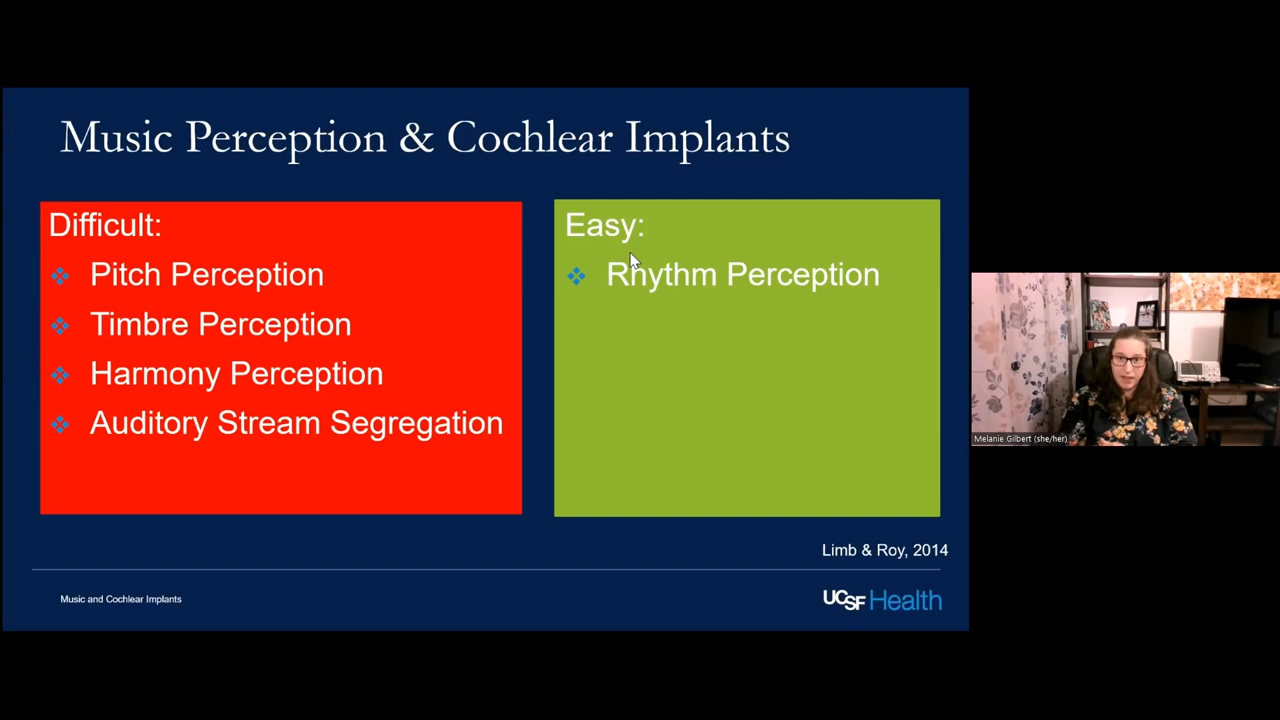 Music Perception & Cochlear Implants
Difficult:
Pitch Perception
Timbre Perception
Harmony Perception
Auditory Stream Segregation
Easy:
Rhythm Perception
Limb & Roy, 2014
Music and Cochlear Implants
UCSF Health
Melanie Gilbert (she/her)